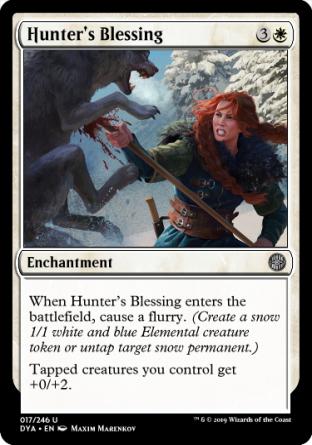 Hunter's Blessing 3
Enchantment
When Hunter's Blessing enters the
battlefield, cause a flurry. (Create a snow
1/1 white and blue Elemental creature
token or untap target snow permanent.)
Tapped creatures you control get
+0/+2.
017/246 U
DYA • EN MAXIM MARENKOV
™ & © 2019 Wizards of the Coast